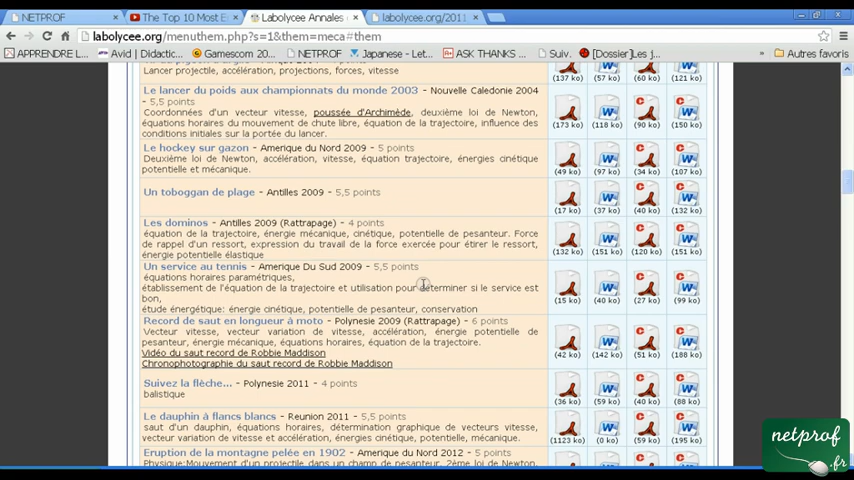 NETPROF
The Top 10 Most E
Labolycee Annales
labolycee.org/2011
labolycee.org/menuthem.php?s=1&them=meca#them
APPRENDRE L...
Avid | Didactic...
Gamescom 20...
NETPROF
Japanese - Let...
ASK THANKS ...
Suiv.
[Dossier]Les j...
»
Autres favoris
Lancer projectile, accélération, projections, forces, vitesse
(137 ko) (57 ko) (60 ko) (121 ko)
Le lancer du poids aux championnats du monde 2003 - Nouvelle Caledonie 2004
- 5,5 points
Coordonnées d'un vecteur vitesse, poussée d'Archimède, deuxième loi de Newton,
équations horaires du mouvement de chute libre, équation de la trajectoire, influence des
conditions initiales sur la portée du lancer.
(173 ko) (118 ko) (90 ko) (150 ko)
Le hockey sur gazon - Amerique du Nord 2009 - 5 points
Deuxième loi de Newton, accélération, vitesse, équation trajectoire, énergies cinétique
potentielle et mécanique.
(49 ko) (97 ko) (34 ko) (107 ko)
Un toboggan de plage - Antilles 2009 - 5,5 points
(17 ko) (37 ko) (40 ko) (132 ko)
Les dominos - Antilles 2009 (Rattrapage) - 4 points
équation de la trajectoire, énergie mécanique, cinétique, potentielle de pesanteur. Force
de rappel d'un ressort, expression du travail de la force exercée pour étirer le ressort,
énergie potentielle élastique
(132 ko) (151 ko) (120 ko) (151 ko)
Un service au tennis - Amerique Du Sud 2009 - 5,5 points
équations horaires paramétriques,
établissement de l'équation de la trajectoire et utilisation pour déterminer si le service est
bon,
étude énergétique: énergie cinétique, potentielle de pesanteur, conservation
(15 ko) (40 ko) (27 ko) (99 ko)
Record de saut en longueur à moto - Polynesie 2009 (Rattrapage) - 6 points
Vecteur vitesse, vecteur variation de vitesse, accélération, énergie potentielle de
pesanteur, énergie mécanique, équations horaires, équation de la trajectoire.
Vidéo du saut record de Robbie Maddison
Chronophotographie du saut record de Robbie Maddison
(42 ko) (142 ko) (51 ko) (188 ko)
Suivez la flèche... - Polynesie 2011 - 4 points
balistique
(36 ko) (59 ko) (40 ko) (88 ko)
Le dauphin à flancs blancs - Reunion 2011 - 5,5 points
saut d'un dauphin, équations horaires, détermination graphique de vecteurs vitesse,
vecteur variation de vitesse et accélération, énergies cinétique, potentielle, mécanique.
(1123 ko) (0 ko) (59 ko) (195 ko)
Eruption de la montagne pelée en 1902 - Amerique du Nord 2012 - 5 points
Physique:Mouvement d'un projectile dans un champ de pesanteur, 2ème loi de Newton,
netprof
.fr